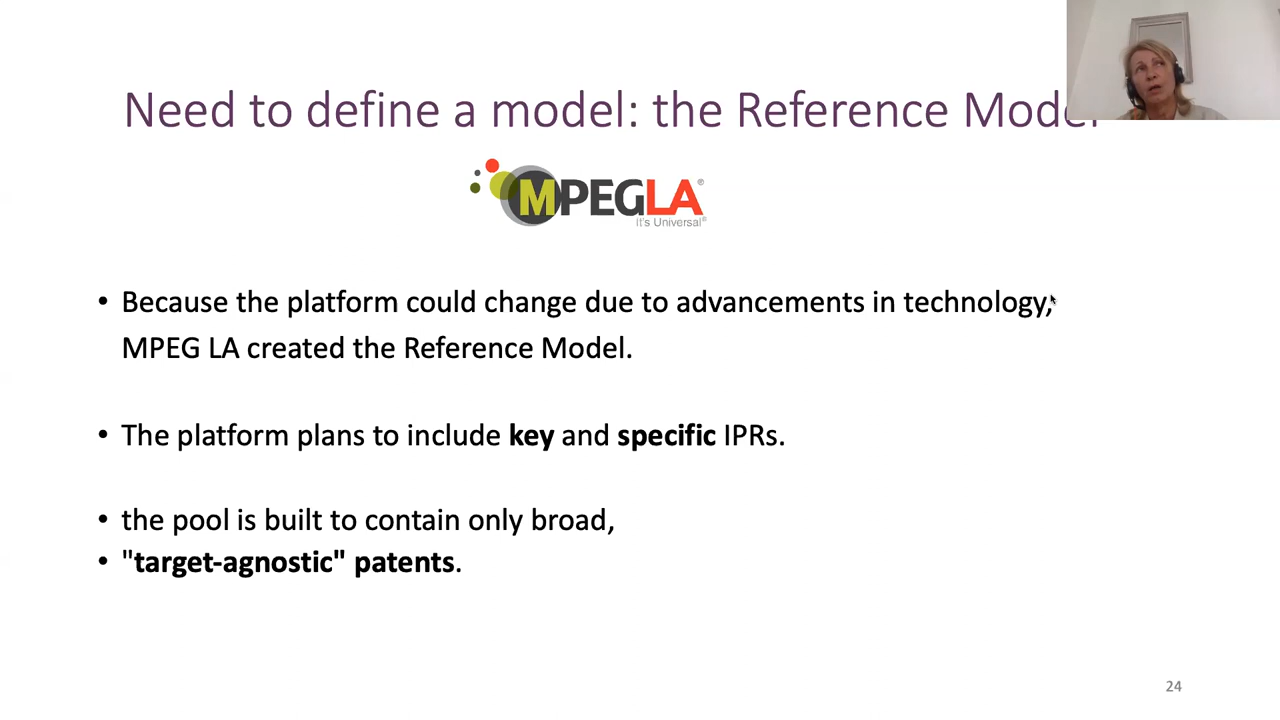 Need to define a model: the Reference Model
MPEGLA®
It's Universal®
• Because the platform could change due to advancements in technology,
MPEG LA created the Reference Model.
• The platform plans to include key and specific IPRs.
• the pool is built to contain only broad,
• "target-agnostic" patents.
24